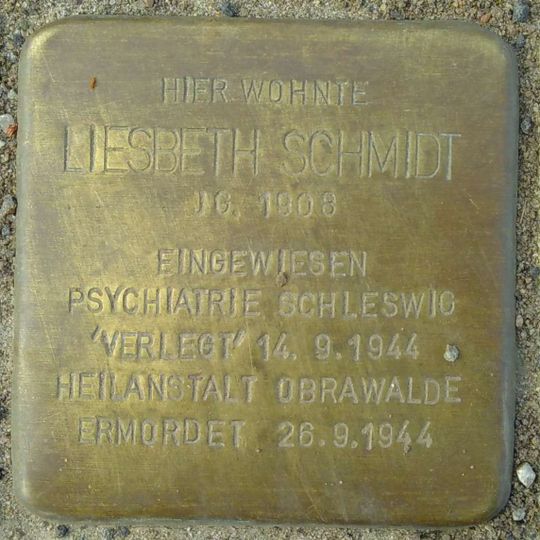 HIER WOHNTE
LIESBETH SCHMIDT
JG. 1908
EINGEWIESEN
PSYCHIATRIE SCHLESWIG
'VERLEGT' 14. 9. 1944
HEILANSTALT OBRAWALDE
ERMORDET 26. 9. 1944